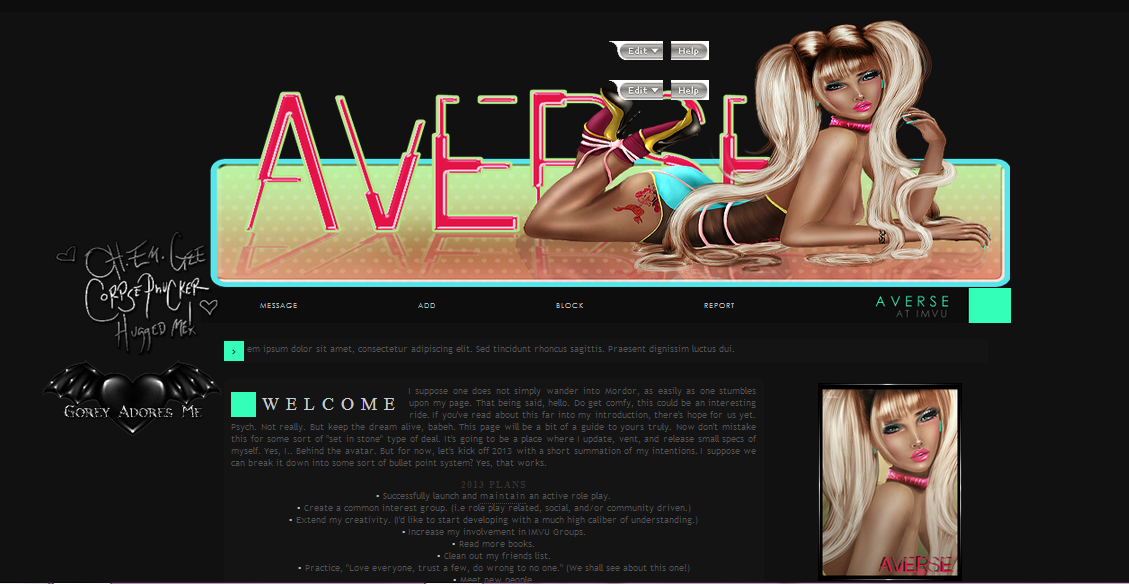 Edit Help
Edit Help
AVERSE
OH.EM.GEE
CORPSEPHUCKER
HUGGED ME!
MESSAGE ADD BLOCK REPORT
AVERSE
AT IMVU
› em ipsum dolor sit amet, consectetur adipiscing elit. Sed tincidunt rhoncus sagittis. Praesent dignissim luctus dui.
GOREY ADORES ME
WELCOME
I suppose one does not simply wander into Mordor, as easily as one stumbles
upon my page. That being said, hello. Do get comfy, this could be an interesting
ride. If you've read about this far into my introduction, there's hope for us yet.
Psych. Not really. But keep the dream alive, babeh. This page will be a bit of a guide to yours truly. Now don't mistake
this for some sort of "set in stone" type of deal. It's going to be a place where I update, vent, and release small specs of
myself. Yes, I.. Behind the avatar. But for now, let's kick off 2013 with a short summation of my intentions. I suppose we
can break it down into some sort of bullet point system? Yes, that works.
2013 PLANS
• Successfully launch and maintain an active role play.
• Create a common interest group. (i.e role play related, social, and/or community driven.)
• Extend my creativity. (I'd like to start developing with a much high caliber of understanding.)
• Increase my involvement in IMVU Groups.
• Read more books.
• Clean out my friends list.
• Practice, "Love everyone, trust a few, do wrong to no one." (We shall see about this one!)
• Meet new people
AVERSE